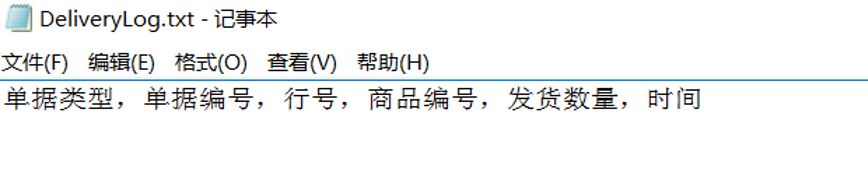 DeliveryLog.txt - 记事本
文件(F) 编辑(E) 格式(O) 查看(V) 帮助(H)
单据类型，单据编号，行号，商品编号，发货数量，时间